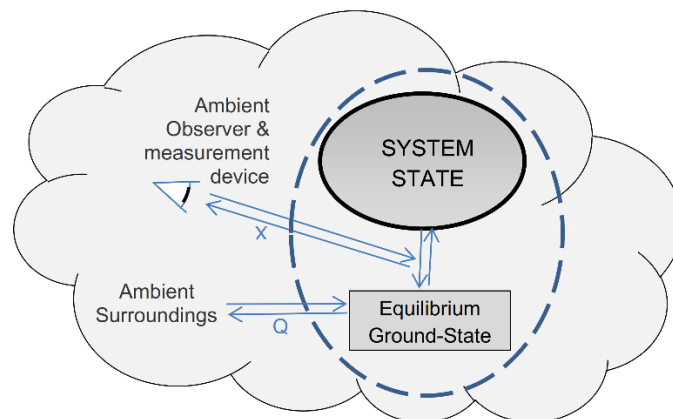 Ambient
Observer &
measurement
device
SYSTEM
STATE
X
Ambient
Surroundings
Q
Equilibrium
Ground-State